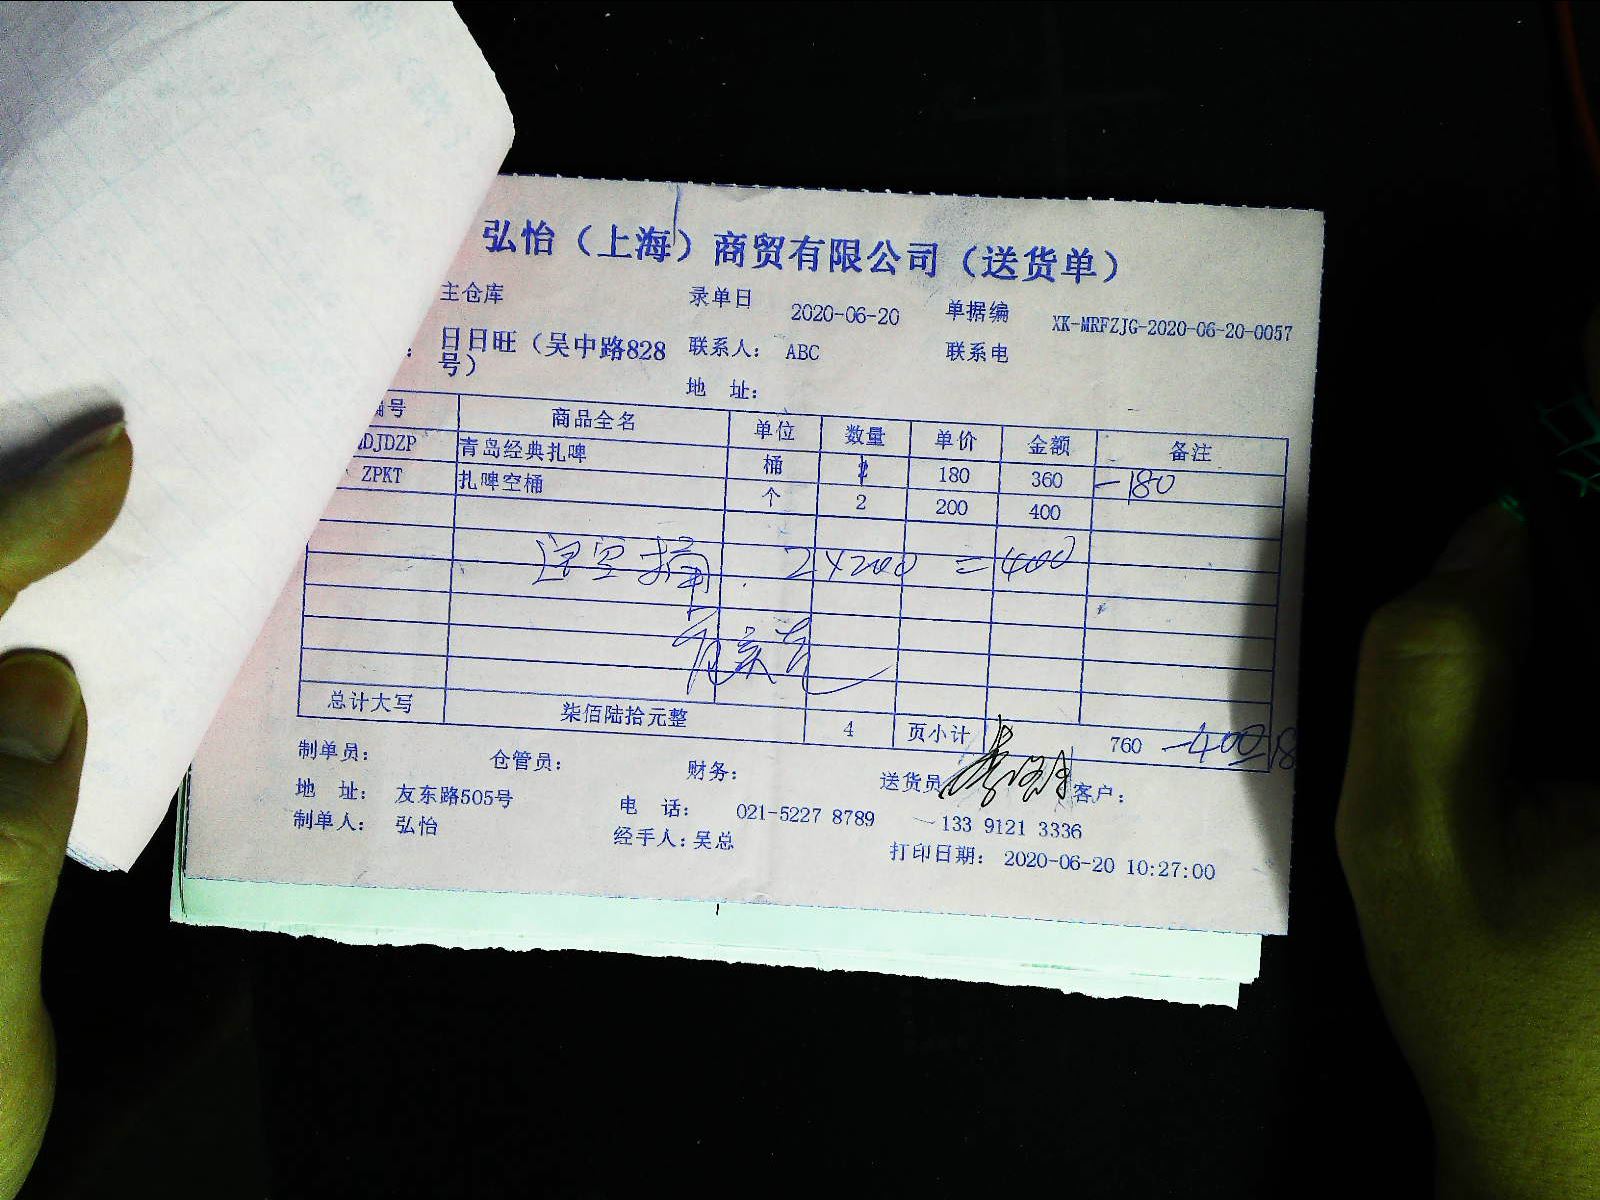 弘怡（上海）商贸有限公司（送货单）
主仓库 录单日 2020-06-20 单据编 XK-MRFZJG-2020-06-20-0057
： 日日旺（吴中路828号） 联系人： ABC 联系电
地 址：
编号 商品全名 单位 数量 单价 金额 备注
DJDZP 青岛经典扎啤 桶 180 360 -180
ZPKT 扎啤空桶 个 2 200 400
空桶. 2×200=400
总计大写 柒佰陆拾元整 4 页小计 760 -400
制单员： 仓管员： 财务： 送货员 客户：
地 址： 友东路505号 电 话： 021-5227 8789 133 9121 3336
制单人： 弘怡 经手人：吴总 打印日期： 2020-06-20 10:27:00